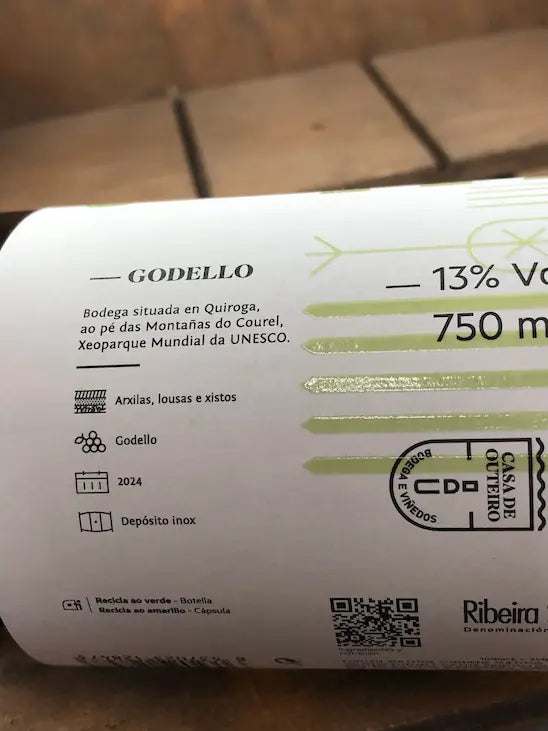 — GODELLO
Bodega situada en Quiroga,
ao pé das Montañas do Courel,
Xeoparque Mundial da UNESCO.
Arxilas, lousas e xistos
Godello
2024
Depósito inox
Recicla ao verde - Botella
Recicla ao amarillo - Cápsula
— 13% Vo
750 m
BODEGA E VIÑEDOS
CASA DE
OUTEIRO
Ingredientes y
Ribeira
Denominación